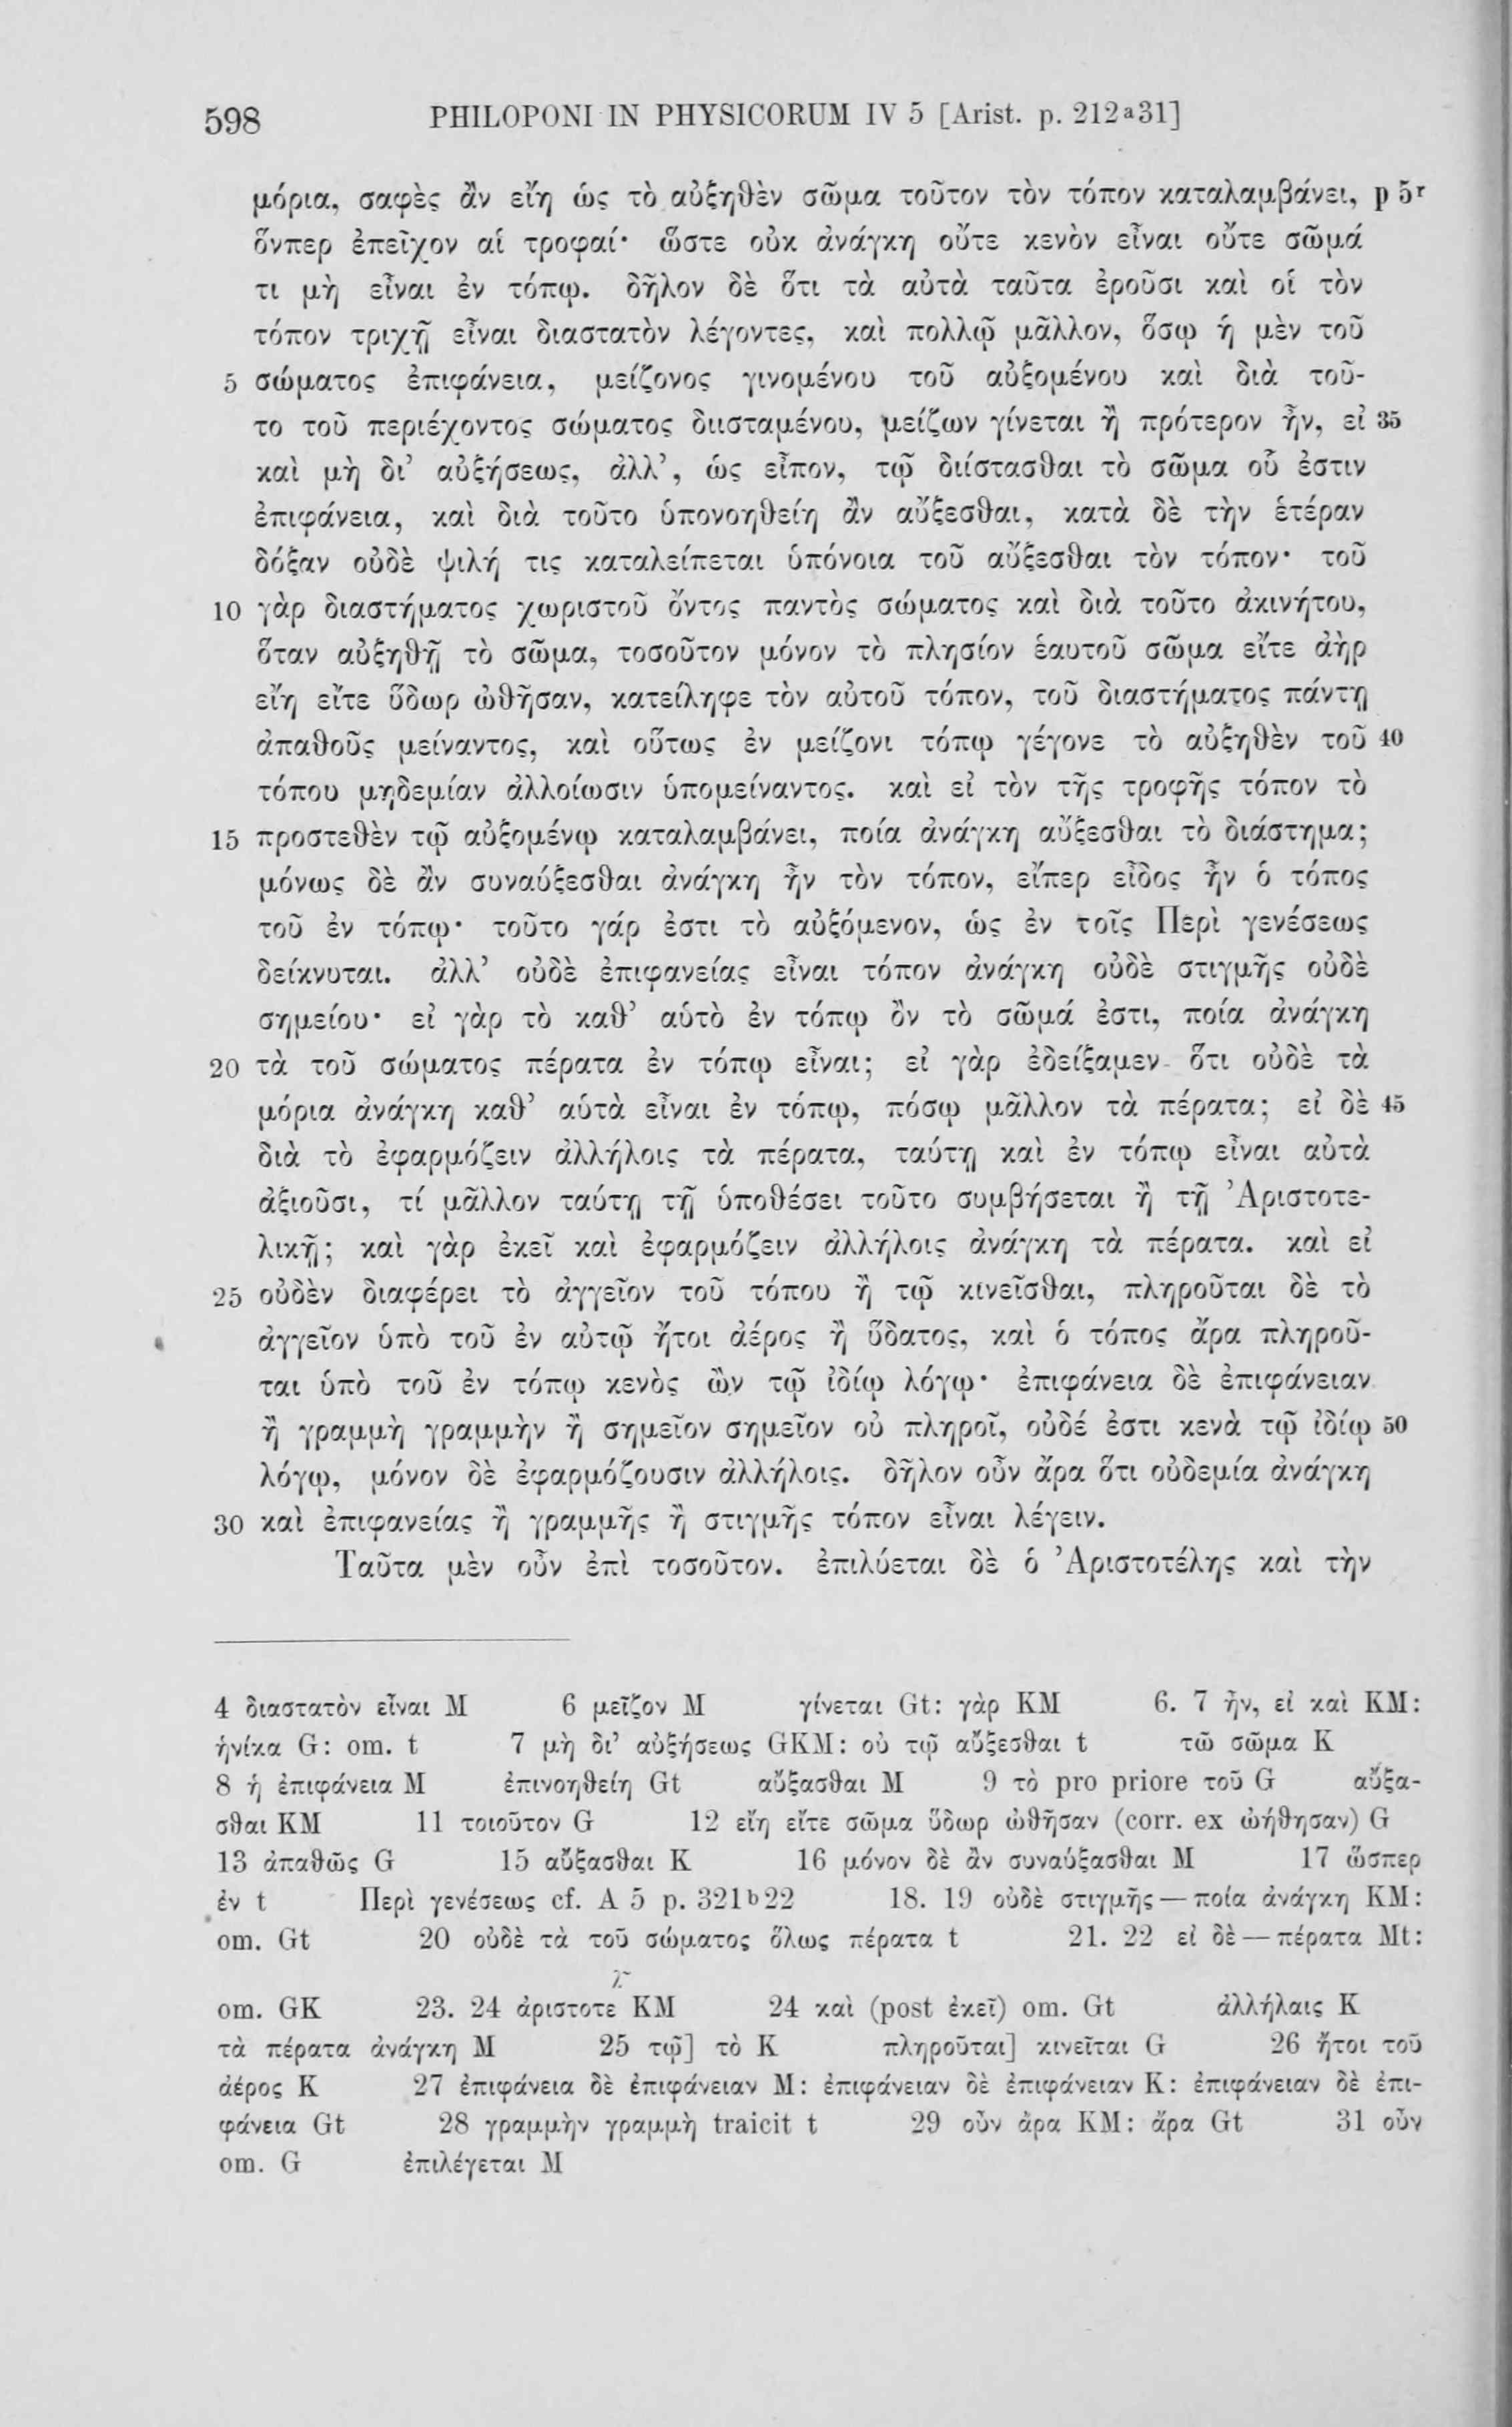 598 PHILOPONI IN PHYSICORUM IV 5 [Arist. p. 212ᵃ31]
μόρια, σαφὲς ἂν εἴη ὡς τὸ αὐξηθὲν σῶμα τοῦτον τὸν τόπον καταλαμβάνει, p 5ʳ
ὅνπερ ἐπεῖχον αἱ τροφαί· ὥστε οὐκ ἀνάγκη οὔτε κενὸν εἶναι οὔτε σῶμά
τι μὴ εἶναι ἐν τόπῳ. δῆλον δὲ ὅτι τὰ αὐτὰ ταῦτα ἐροῦσι καὶ οἱ τὸν
τόπον τριχῇ εἶναι διαστατὸν λέγοντες, καὶ πολλῷ μᾶλλον, ὅσῳ ἡ μὲν τοῦ
5 σώματος ἐπιφάνεια, μείζονος γινομένου τοῦ αὐξομένου καὶ διὰ τοῦ-
το τοῦ περιέχοντος σώματος διισταμένου, μείζων γίνεται ἢ πρότερον ἦν, εἰ 35
καὶ μὴ δι’ αὐξήσεως, ἀλλ’, ὡς εἶπον, τῷ διίστασθαι τὸ σῶμα οὗ ἐστιν
ἐπιφάνεια, καὶ διὰ τοῦτο ὑπονοηθείη ἂν αὔξεσθαι, κατὰ δὲ τὴν ἑτέραν
δόξαν οὐδὲ ψιλή τις καταλείπεται ὑπόνοια τοῦ αὔξεσθαι τὸν τόπον· τοῦ
10 γὰρ διαστήματος χωριστοῦ ὄντος παντὸς σώματος καὶ διὰ τοῦτο ἀκινήτου,
ὅταν αὐξηθῇ τὸ σῶμα, τοσοῦτον μόνον τὸ πλησίον ἑαυτοῦ σῶμα εἴτε ἀὴρ
εἴη εἴτε ὕδωρ ὠθῆσαν, κατείληφε τὸν αὐτοῦ τόπον, τοῦ διαστήματος πάντῃ
ἀπαθοῦς μείναντος, καὶ οὕτως ἐν μείζονι τόπῳ γέγονε τὸ αὐξηθὲν τοῦ 40
τόπου μηδεμίαν ἀλλοίωσιν ὑπομείναντος. καὶ εἰ τὸν τῆς τροφῆς τόπον τὸ
15 προστεθὲν τῷ αὐξομένῳ καταλαμβάνει, ποία ἀνάγκη αὔξεσθαι τὸ διάστημα;
μόνως δὲ ἂν συναύξεσθαι ἀνάγκη ἦν τὸν τόπον, εἴπερ εἶδος ἦν ὁ τόπος
τοῦ ἐν τόπῳ· τοῦτο γάρ ἐστι τὸ αὐξόμενον, ὡς ἐν τοῖς Περὶ γενέσεως
δείκνυται. ἀλλ’ οὐδὲ ἐπιφανείας εἶναι τόπον ἀνάγκη οὐδὲ στιγμῆς οὐδὲ
σημείου· εἰ γὰρ τὸ καθ’ αὑτὸ ἐν τόπῳ ὂν τὸ σῶμά ἐστι, ποία ἀνάγκη
20 τὰ τοῦ σώματος πέρατα ἐν τόπῳ εἶναι; εἰ γὰρ ἐδείξαμεν ὅτι οὐδὲ τὰ
μόρια ἀνάγκη καθ’ αὑτὰ εἶναι ἐν τόπῳ, πόσῳ μᾶλλον τὰ πέρατα; εἰ δὲ 45
διὰ τὸ ἐφαρμόζειν ἀλλήλοις τὰ πέρατα, ταύτῃ καὶ ἐν τόπῳ εἶναι αὐτὰ
ἀξιοῦσι, τί μᾶλλον ταύτῃ τῇ ὑποθέσει τοῦτο συμβήσεται ἢ τῇ Ἀριστοτε-
λικῇ; καὶ γὰρ ἐκεῖ καὶ ἐφαρμόζειν ἀλλήλοις ἀνάγκη τὰ πέρατα. καὶ εἰ
25 οὐδὲν διαφέρει τὸ ἀγγεῖον τοῦ τόπου ἢ τῷ κινεῖσθαι, πληροῦται δὲ τὸ
ἀγγεῖον ὑπὸ τοῦ ἐν αὐτῷ ἤτοι ἀέρος ἢ ὕδατος, καὶ ὁ τόπος ἄρα πληροῦ-
ται ὑπὸ τοῦ ἐν τόπῳ κενὸς ὢν τῷ ἰδίῳ λόγῳ· ἐπιφάνεια δὲ ἐπιφάνειαν
ἢ γραμμὴ γραμμὴν ἢ σημεῖον σημεῖον οὐ πληροῖ, οὐδέ ἐστι κενὰ τῷ ἰδίῳ 50
λόγῳ, μόνον δὲ ἐφαρμόζουσιν ἀλλήλοις. δῆλον οὖν ἄρα ὅτι οὐδεμία ἀνάγκη
30 καὶ ἐπιφανείας ἢ γραμμῆς ἢ στιγμῆς τόπον εἶναι λέγειν.
Ταῦτα μὲν οὖν ἐπὶ τοσοῦτον. ἐπιλύεται δὲ ὁ Ἀριστοτέλης καὶ τὴν
4 διαστατὸν εἶναι M 6 μεῖζον M γίνεται Gt: γὰρ KM 6. 7 ἦν, εἰ καὶ KM:
ἡνίκα G: om. t 7 μὴ δι’ αὐξήσεως GKM: οὐ τῷ αὔξεσθαι t τῶ σῶμα K
8 ἡ ἐπιφάνεια M ἐπινοηθείη Gt αὔξασθαι M 9 τὸ pro priore τοῦ G αὔξα-
σθαι KM 11 τοιοῦτον G 12 εἴη εἴτε σῶμα ὕδωρ ὠθῆσαν (corr. ex ὠήθησαν) G
13 ἀπαθῶς G 15 αὔξασθαι K 16 μόνον δὲ ἂν συναύξασθαι M 17 ὥσπερ
ἐν t Περὶ γενέσεως cf. A 5 p. 321ᵇ22 18. 19 οὐδὲ στιγμῆς — ποία ἀνάγκη KM:
om. Gt 20 οὐδὲ τὰ τοῦ σώματος ὅλως πέρατα t 21. 22 εἰ δὲ — πέρατα Mt:
om. GK 23. 24 ἀριστοτε KM 24 καὶ (post ἐκεῖ) om. Gt ἀλλήλαις K
τὰ πέρατα ἀνάγκη M 25 τῷ] τὸ K πληροῦται] κινεῖται G 26 ἤτοι τοῦ
ἀέρος K 27 ἐπιφάνεια δὲ ἐπιφάνειαν M: ἐπιφάνειαν δὲ ἐπιφάνειαν K: ἐπιφάνειαν δὲ ἐπι-
φάνεια Gt 28 γραμμὴν γραμμὴ traicit t 29 οὖν ἄρα KM: ἄρα Gt 31 οὖν
om. G ἐπιλέγεται M